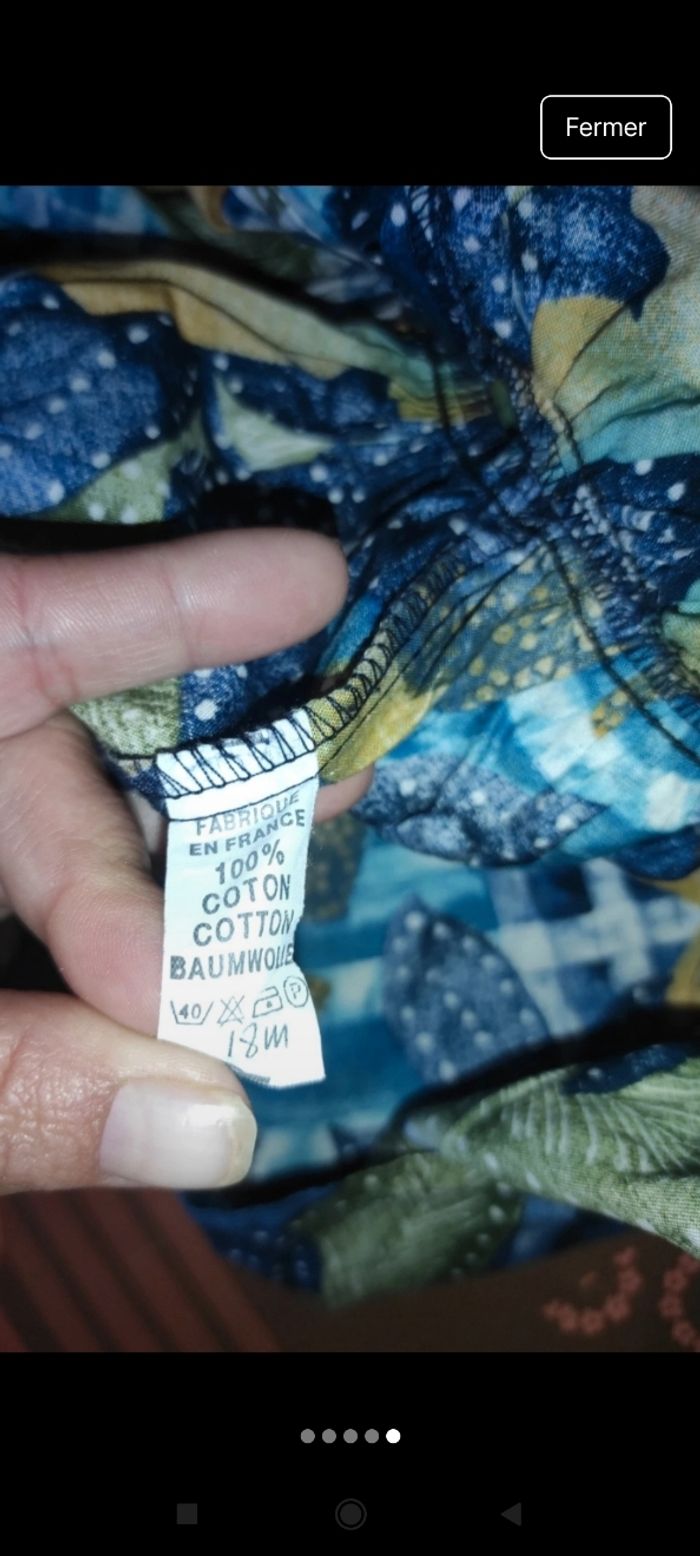 Fermer
FABRIQUE
EN FRANCE
100%
COTON
COTTON
BAUMWOLLE
40
P
18m